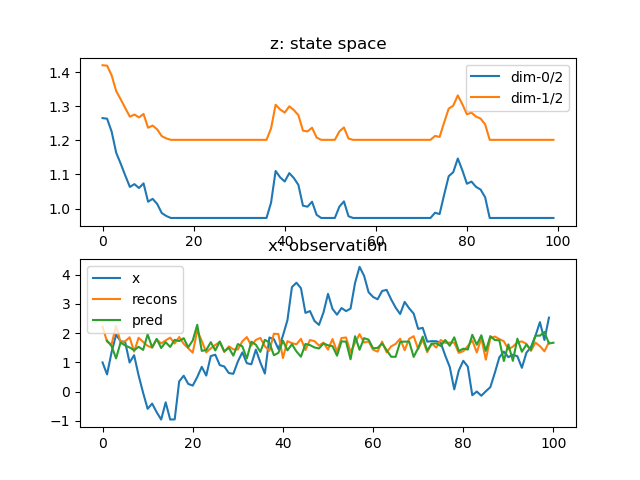 z: state space
1.4
1.3
1.2
1.1
1.0
dim-0/2
dim-1/2
0 20 40 60 80 100
x: observation
4
3
2
1
0
−1
x
recons
pred
0 20 40 60 80 100